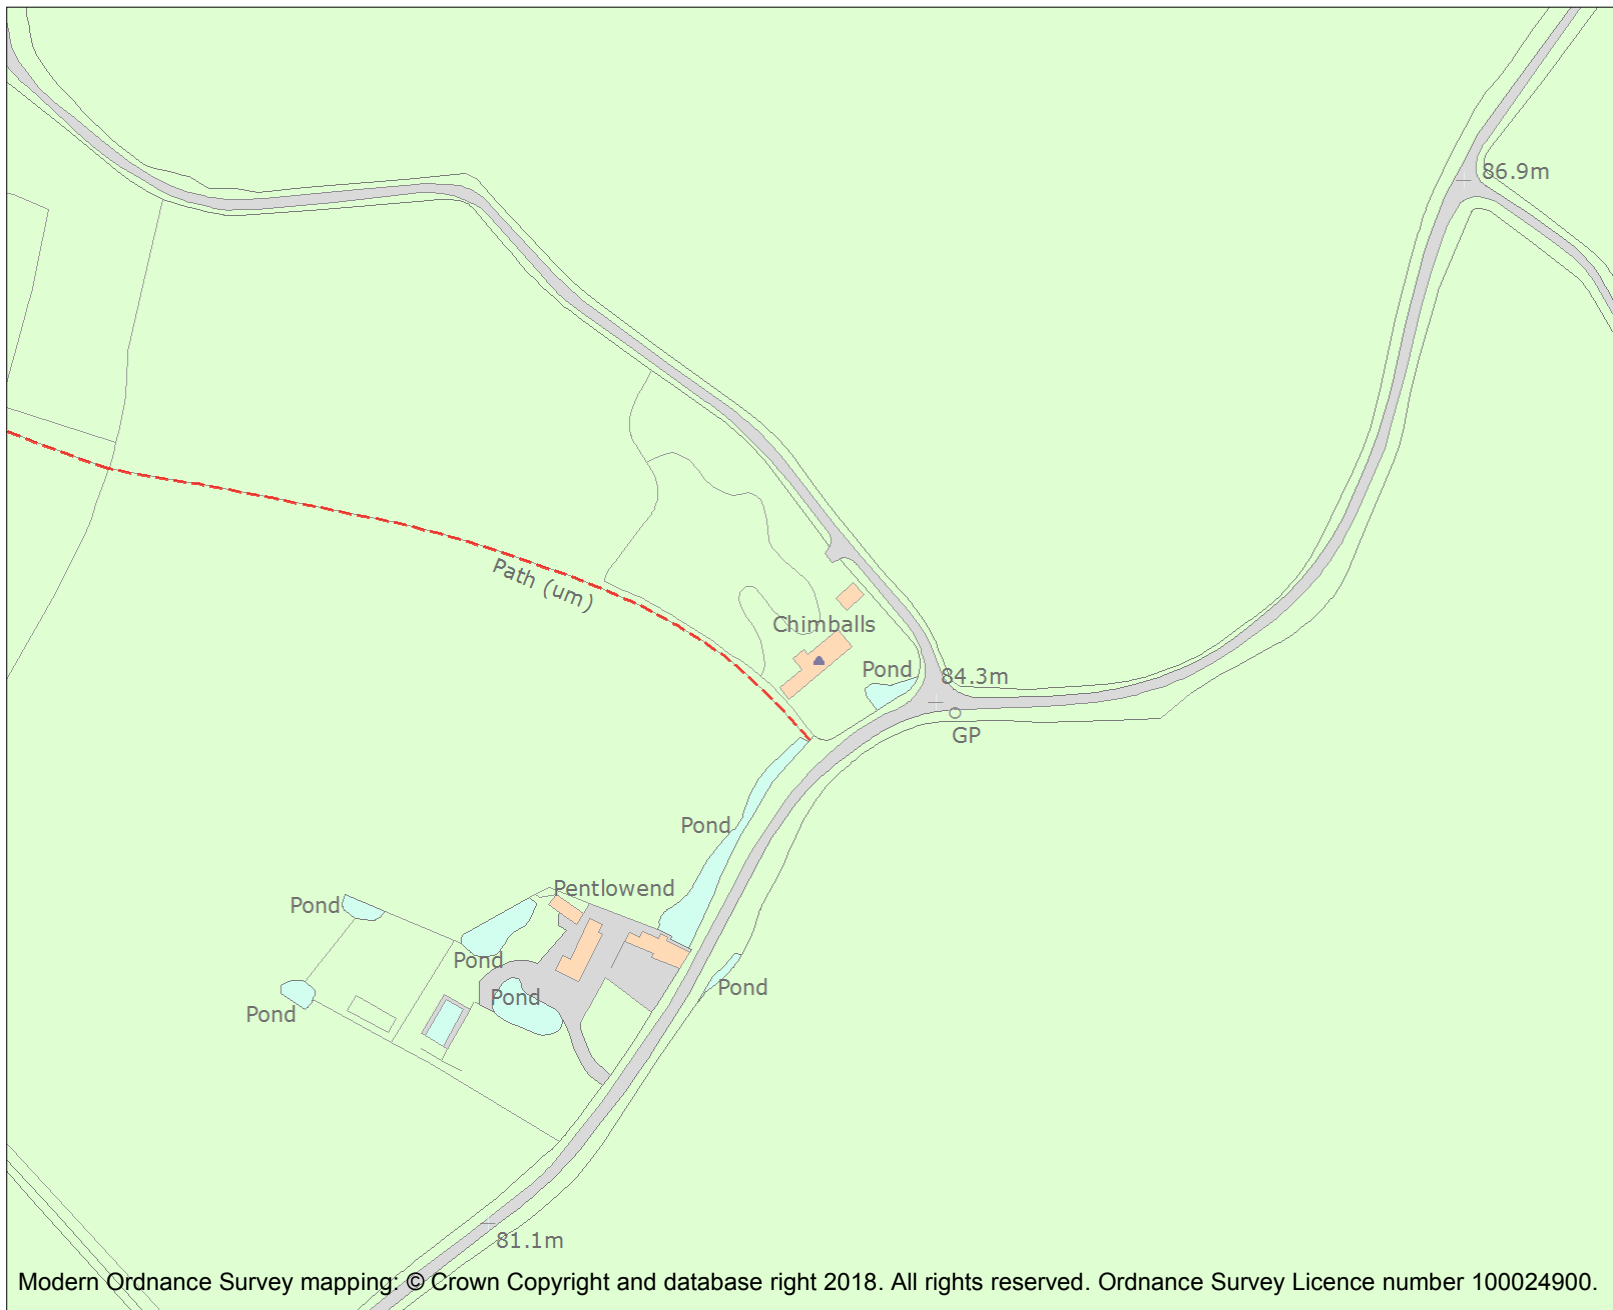 86.9m
Path (um)
Chimballs
Pond
84.3m
GP
Pond
Pentlowend
Pond
Pond
Pond
Pond
Pond
81.1m
Modern Ordnance Survey mapping: © Crown Copyright and database right 2018. All rights reserved. Ordnance Survey Licence number 100024900.